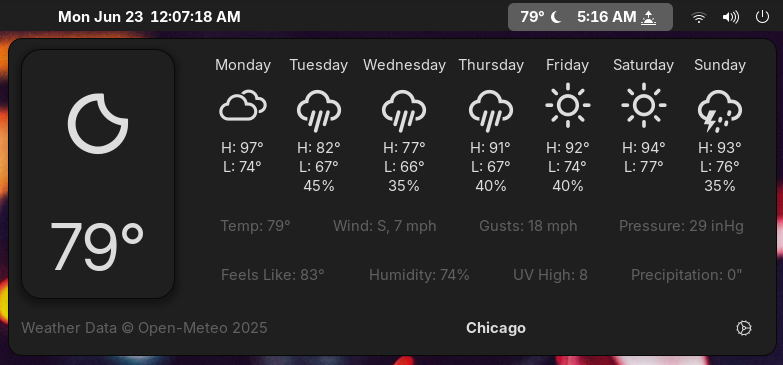 Mon Jun 23 12:07:18 AM 79° 5:16 AM
Monday Tuesday Wednesday Thursday Friday Saturday Sunday
H: 97° H: 82° H: 77° H: 91° H: 92° H: 94° H: 93°
L: 74° L: 67° L: 66° L: 67° L: 74° L: 77° L: 76°
45% 35% 40% 40% 35%
79°
Temp: 79° Wind: S, 7 mph Gusts: 18 mph Pressure: 29 inHg
Feels Like: 83° Humidity: 74% UV High: 8 Precipitation: 0"
Weather Data © Open-Meteo 2025 Chicago